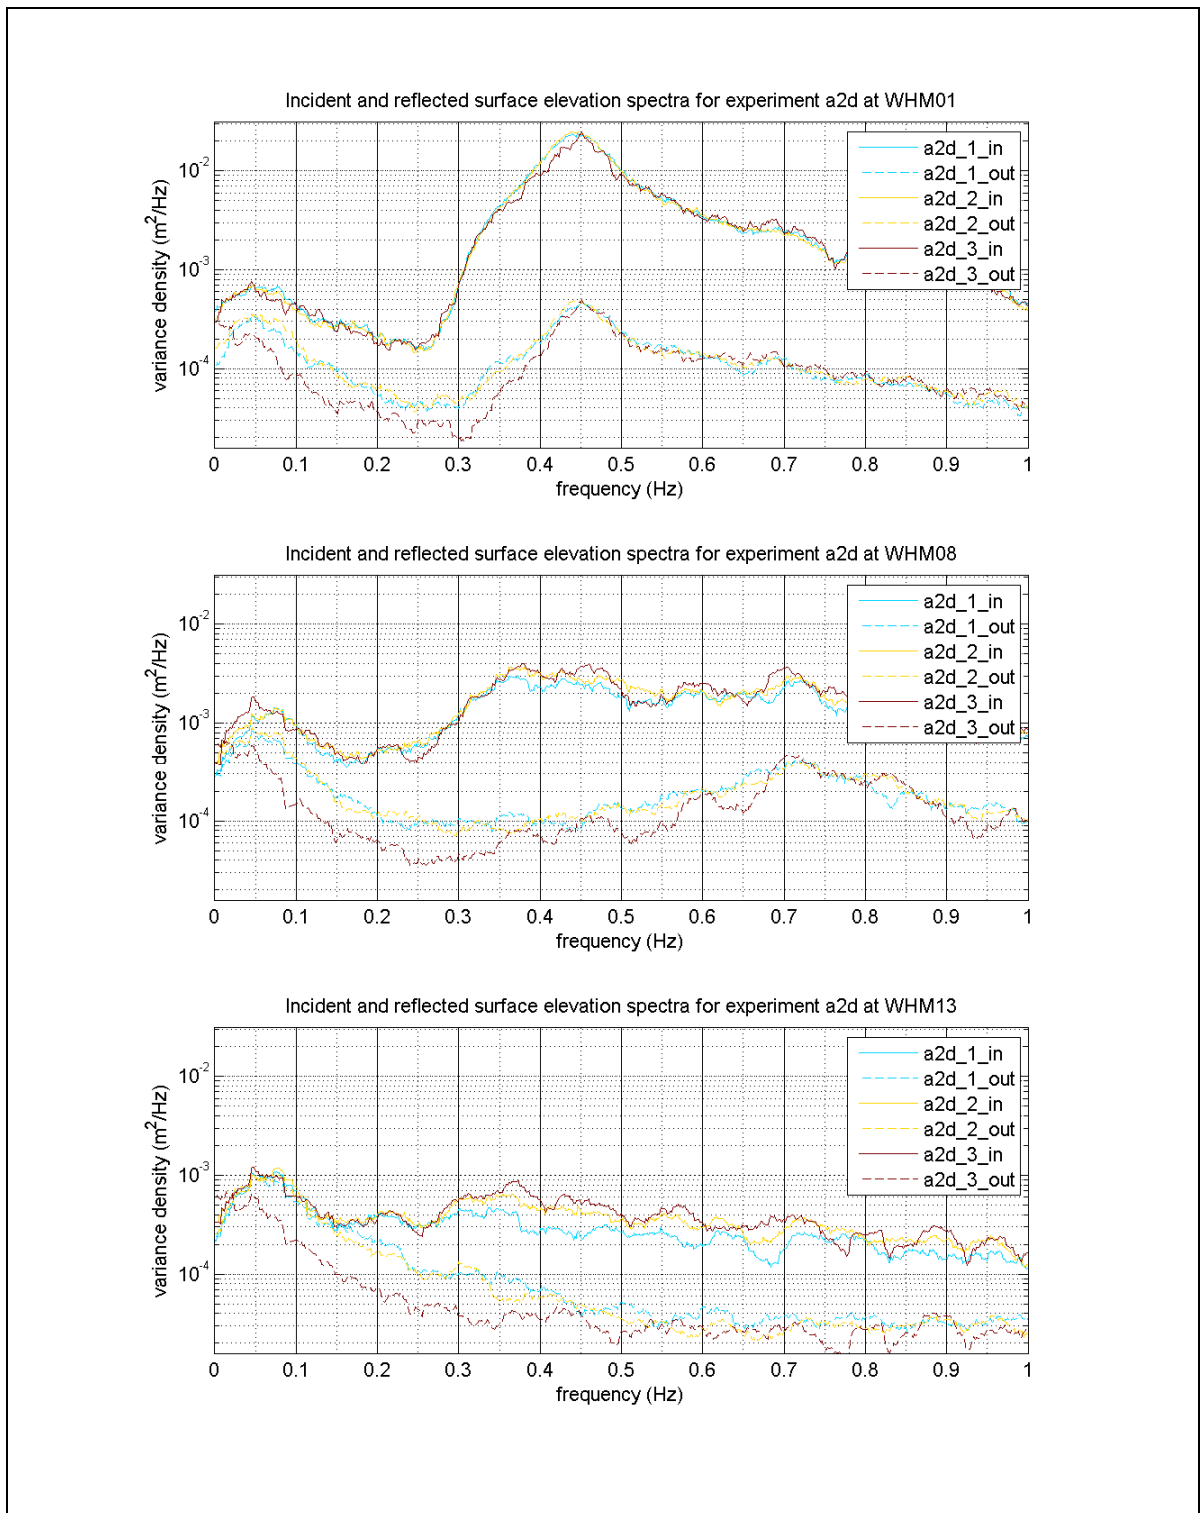 Incident and reflected surface elevation spectra for experiment a2d at WHM01
variance density (m²/Hz)
10⁻²
10⁻³
10⁻⁴
a2d_1_in
a2d_1_out
a2d_2_in
a2d_2_out
a2d_3_in
a2d_3_out
0 0.1 0.2 0.3 0.4 0.5 0.6 0.7 0.8 0.9 1
frequency (Hz)
Incident and reflected surface elevation spectra for experiment a2d at WHM08
variance density (m²/Hz)
10⁻²
10⁻³
10⁻⁴
a2d_1_in
a2d_1_out
a2d_2_in
a2d_2_out
a2d_3_in
a2d_3_out
0 0.1 0.2 0.3 0.4 0.5 0.6 0.7 0.8 0.9 1
frequency (Hz)
Incident and reflected surface elevation spectra for experiment a2d at WHM13
variance density (m²/Hz)
10⁻²
10⁻³
10⁻⁴
a2d_1_in
a2d_1_out
a2d_2_in
a2d_2_out
a2d_3_in
a2d_3_out
0 0.1 0.2 0.3 0.4 0.5 0.6 0.7 0.8 0.9 1
frequency (Hz)